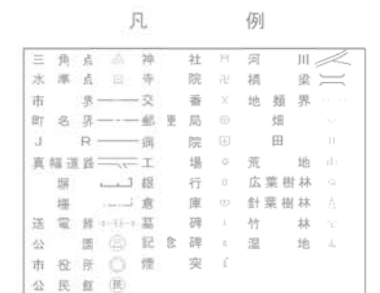 凡例
三角点 神社 河川
水準点 寺院 橋梁
市界 交番 地類界
町名界 郵便局 畑
JR 病院 田
真幅道路 工場 荒地
塀 銀行 広葉樹林
柵 倉庫 針葉樹林
送電線 墓碑 竹林
公園 記念碑 湿地
市役所 煙突
公民館 民